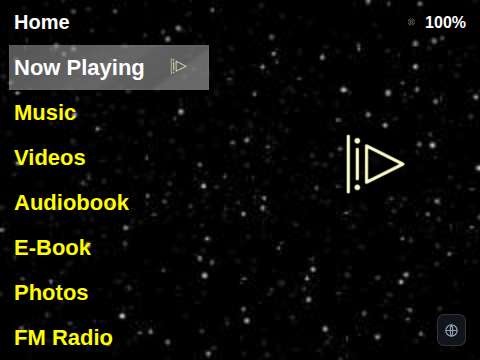 Home
100%
Now Playing
Music
Videos
Audiobook
E-Book
Photos
FM Radio